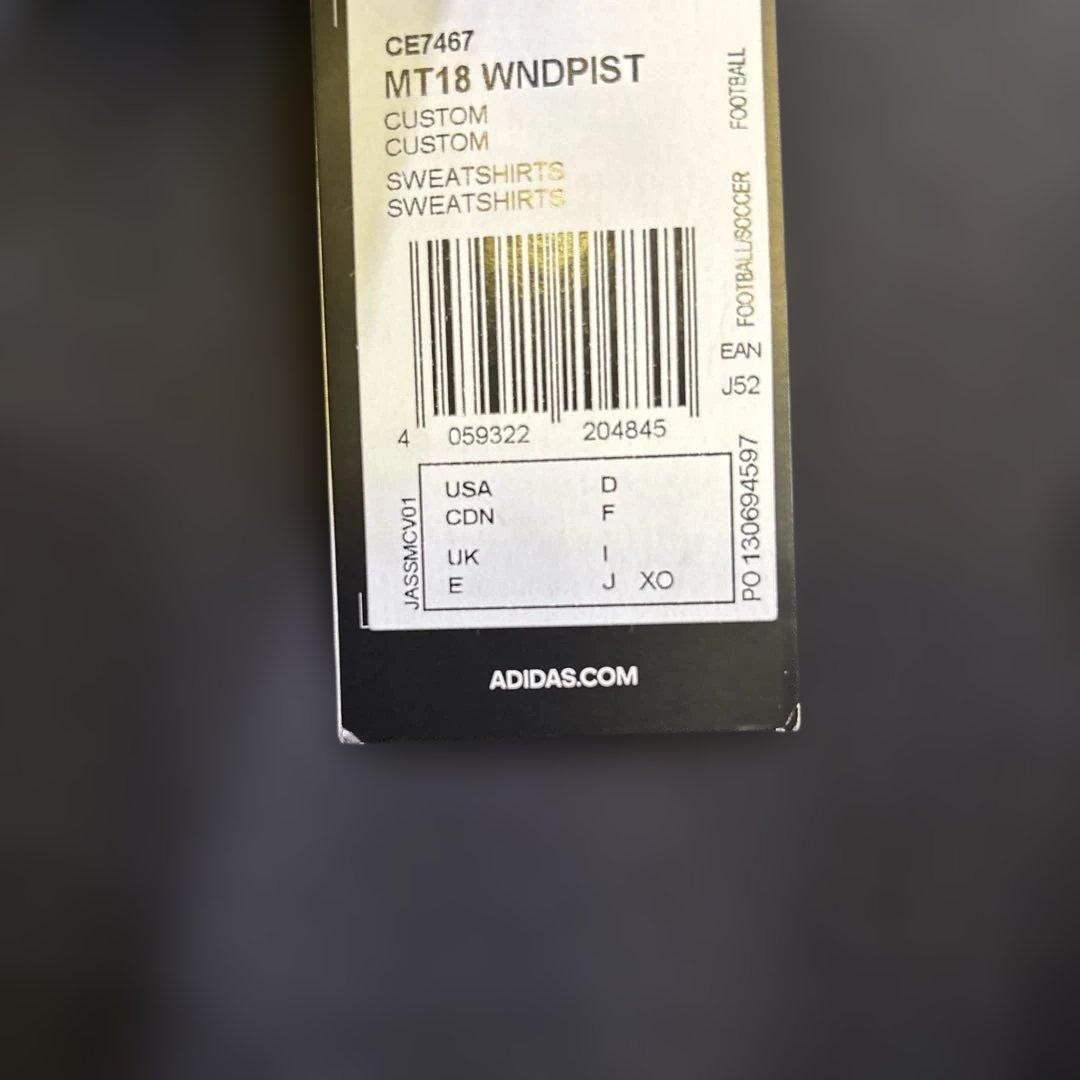 CE7467
MT18 WNDPIST
CUSTOM
CUSTOM
SWEATSHIRTS
SWEATSHIRTS
FOOTBALL
FOOTBALL/SOCCER
EAN
J52
4 059322 204845
JASSMCV01
USA D
CDN F
UK I
E J XO
PO 130694597
ADIDAS.COM